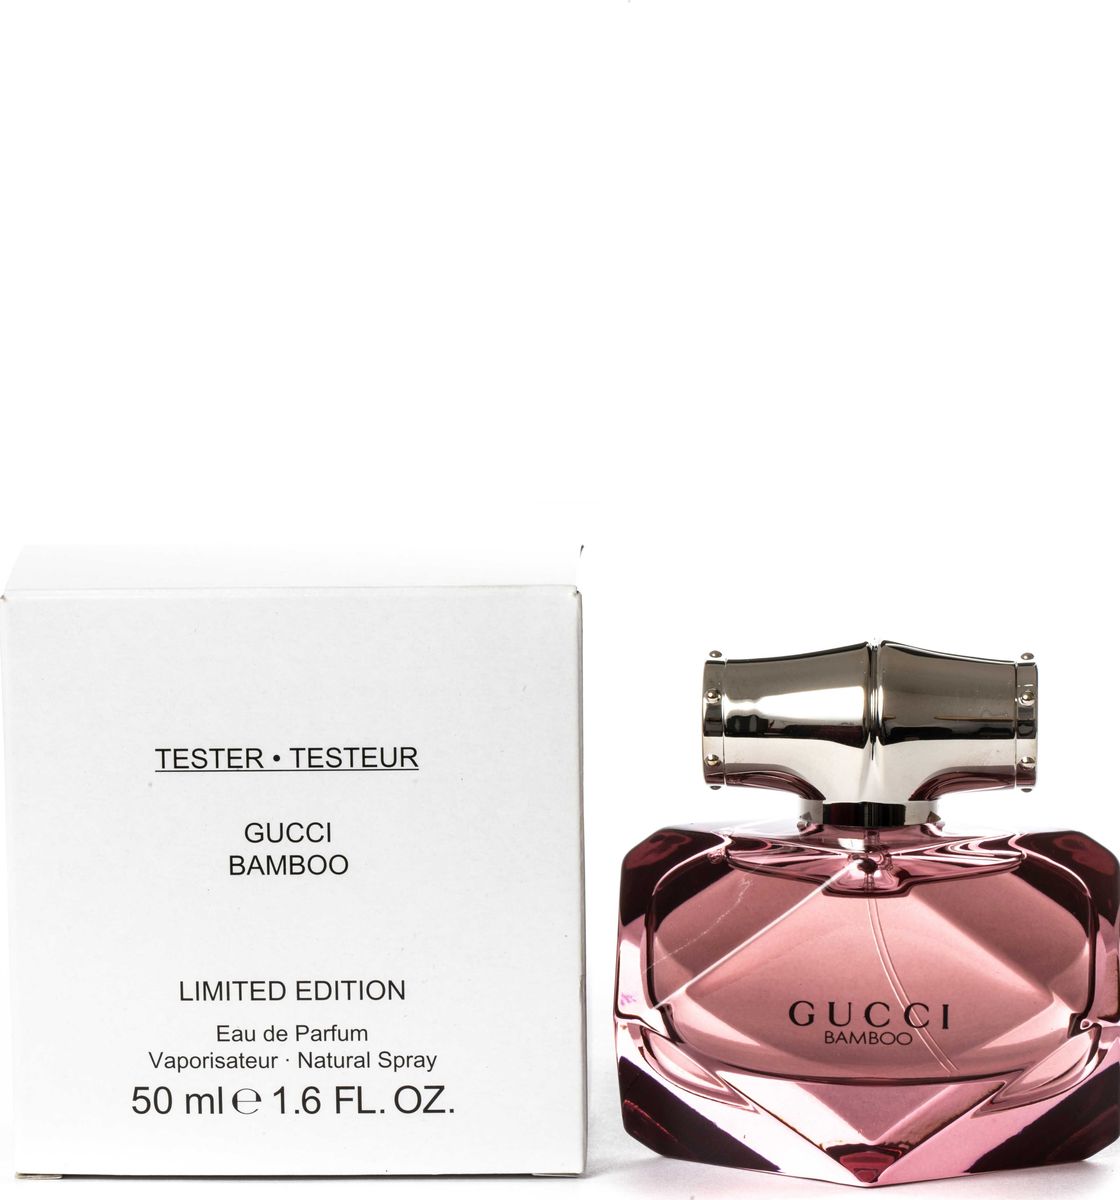 TESTER • TESTEUR
GUCCI
BAMBOO
LIMITED EDITION
Eau de Parfum
Vaporisateur · Natural Spray
50 ml ℮ 1.6 FL. OZ.
GUCCI
BAMBOO